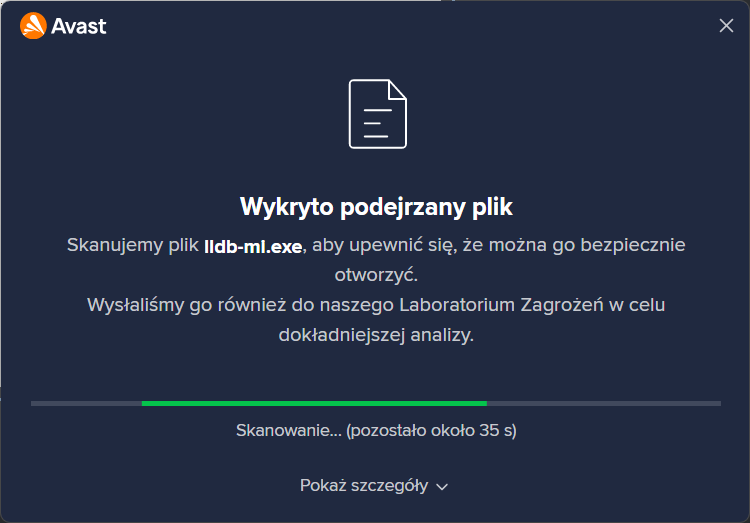 Avast
Wykryto podejrzany plik
Skanujemy plik lldb-ml.exe, aby upewnić się, że można go bezpiecznie
otworzyć.
Wysłaliśmy go również do naszego Laboratorium Zagrożeń w celu
dokładniejszej analizy.
Skanowanie... (pozostało około 35 s)
Pokaż szczegóły